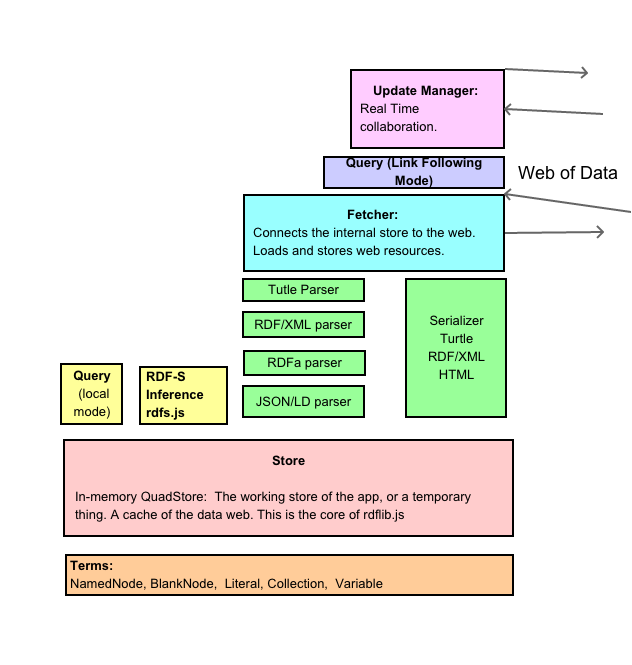 Update Manager:
Real Time
collaboration.
Query (Link Following
Mode)
Web of Data
Fetcher:
Connects the internal store to the web.
Loads and stores web resources.
Tutle Parser
RDF/XML parser
RDFa parser
JSON/LD parser
Serializer
Turtle
RDF/XML
HTML
Query
(local
mode)
RDF-S
Inference
rdfs.js
Store
In-memory QuadStore:  The working store of the app, or a temporary
thing. A cache of the data web. This is the core of rdflib.js
Terms:
NamedNode, BlankNode,  Literal, Collection,  Variable